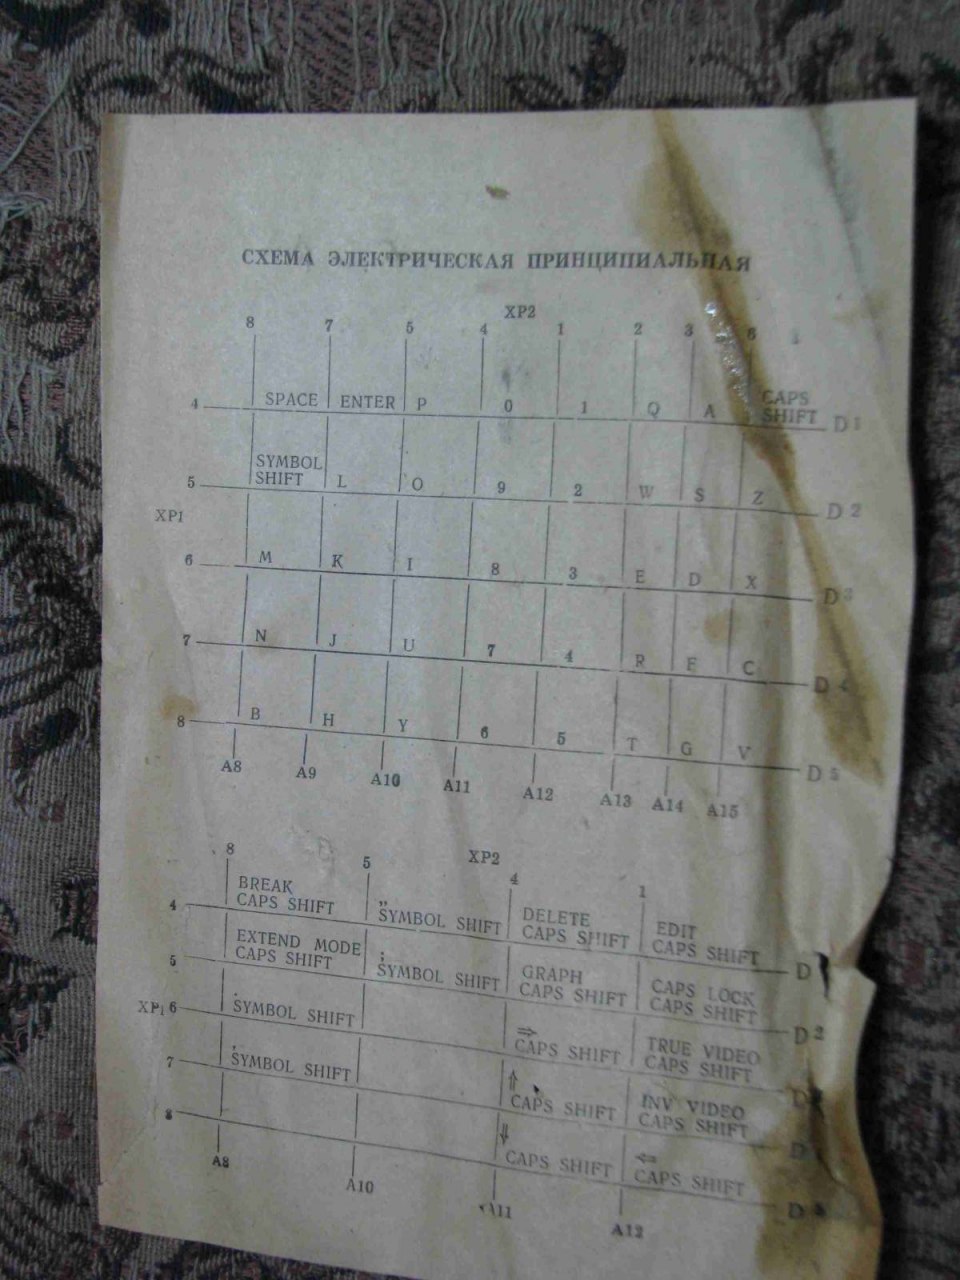 СХЕМА ЭЛЕКТРИЧЕСКАЯ ПРИНЦИПИАЛЬНАЯ
XP2
8 7 5 4 1 2 3 6
CAPS
4 SPACE ENTER P 0 1 Q A SHIFT D1
SYMBOL
5 SHIFT L O 9 2 W S Z D2
XP1
6 M K I 8 3 E D X D3
7 N J U 7 4 R F C D4
8 B H Y 6 5 T G V D5
A8 A9 A10 A11 A12 A13 A14 A15
XP2
8 5 4 1
BREAK " DELETE EDIT
4 CAPS SHIFT SYMBOL SHIFT CAPS SHIFT CAPS SHIFT D
EXTEND MODE ; GRAPH CAPS LOCK
5 CAPS SHIFT SYMBOL SHIFT CAPS SHIFT CAPS SHIFT D2
. ⇒ TRUE VIDEO
XP1 6 SYMBOL SHIFT CAPS SHIFT CAPS SHIFT
, ⇑ INV VIDEO
7 SYMBOL SHIFT CAPS SHIFT CAPS SHIFT
⇓ ⇐
8 CAPS SHIFT CAPS SHIFT
A8 A10 A11 A12